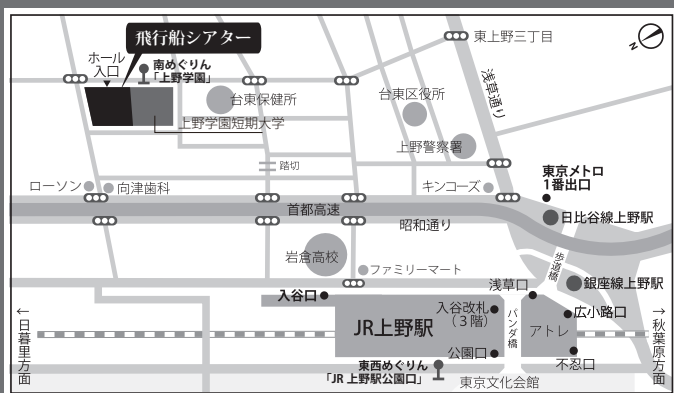 飛行船シアター
ホール
入口
南めぐりん
「上野学園」
台東保健所
上野学園短期大学
台東区役所
上野警察署
東上野三丁目
浅草通り
N
踏切
ローソン
向津歯科
キンコーズ
東京メトロ
1番出口
日比谷線上野駅
首都高速
昭和通り
岩倉高校
ファミリーマート
歩道橋
銀座線上野駅
入谷口
浅草口
入谷改札
（３階）
JR上野駅
パンダ橋
アトレ
広小路口
公園口
不忍口
←日暮里方面
→秋葉原方面
東西めぐりん
「JR 上野駅公園口」
東京文化会館